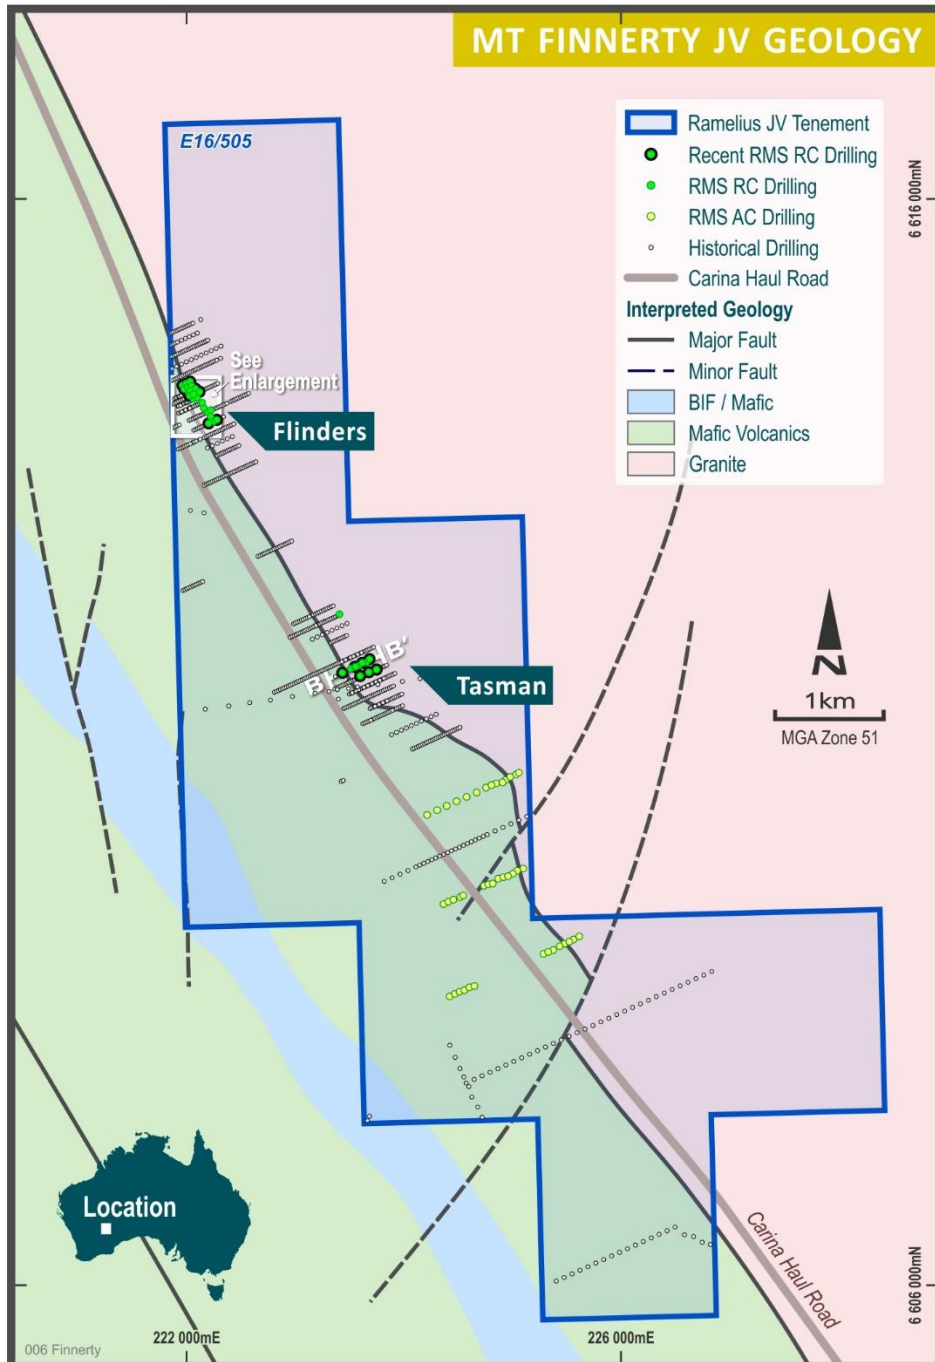 MT FINNERTY JV GEOLOGY
E16/505
Ramelius JV Tenement
Recent RMS RC Drilling
RMS RC Drilling
RMS AC Drilling
Historical Drilling
Carina Haul Road
Interpreted Geology
Major Fault
Minor Fault
BIF / Mafic
Mafic Volcanics
Granite
6 616 000mN
See
Enlargement
Flinders
B
B'
Tasman
N
1km
MGA Zone 51
Location
Carina Haul Road
6 606 000mN
222 000mE
226 000mE
006 Finnerty